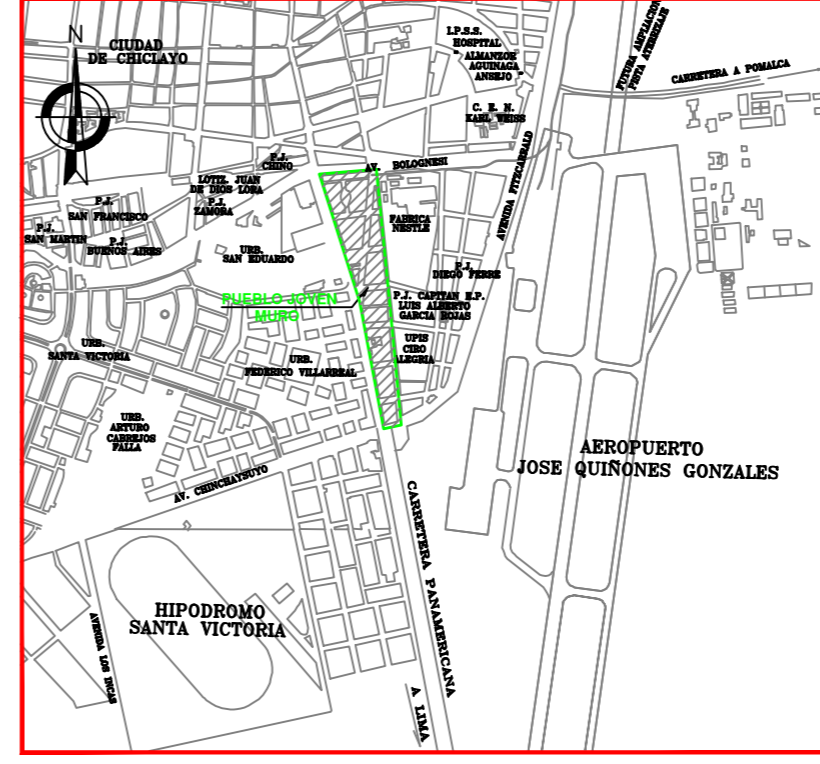 N
CIUDAD
DE CHICLAYO
I.P.S.S.
HOSPITAL
" ALMANZOR
AGUINAGA
ANSEJO "
FUTURA AMPLIACION
PISTA ATERRIZAJE
CARRETERA A POMALCA
C. E. N.
KARL WEISS
P.J.
CHINO
AV. BOLOGNESI
AVENIDA FITZCARRALD
LOTIZ. JUAN
DE DIOS LORA
P.J.
ZAMORA
P.J.
SAN FRANCISCO
P.J.
SAN MARTIN
P.J.
BUENOS AIRES
FABRICA
NESTLE
URB.
SAN EDUARDO
P.J.
DIEGO FERRE
PUEBLO JOVEN
MURO
P.J. CAPITAN E.P.
LUIS ALBERTO
GARCIA ROJAS
UPIS
CIRO
ALEGRIA
URB.
SANTA VICTORIA
URB.
FEDERICO VILLARREAL
URB.
ARTURO
CABREJOS
FALLA
AEROPUERTO
JOSE QUIÑONES GONZALES
AV. CHINCHAYSUYO
CARRETERA PANAMERICANA
HIPODROMO
SANTA VICTORIA
AVENIDA LOS INCAS
A LIMA